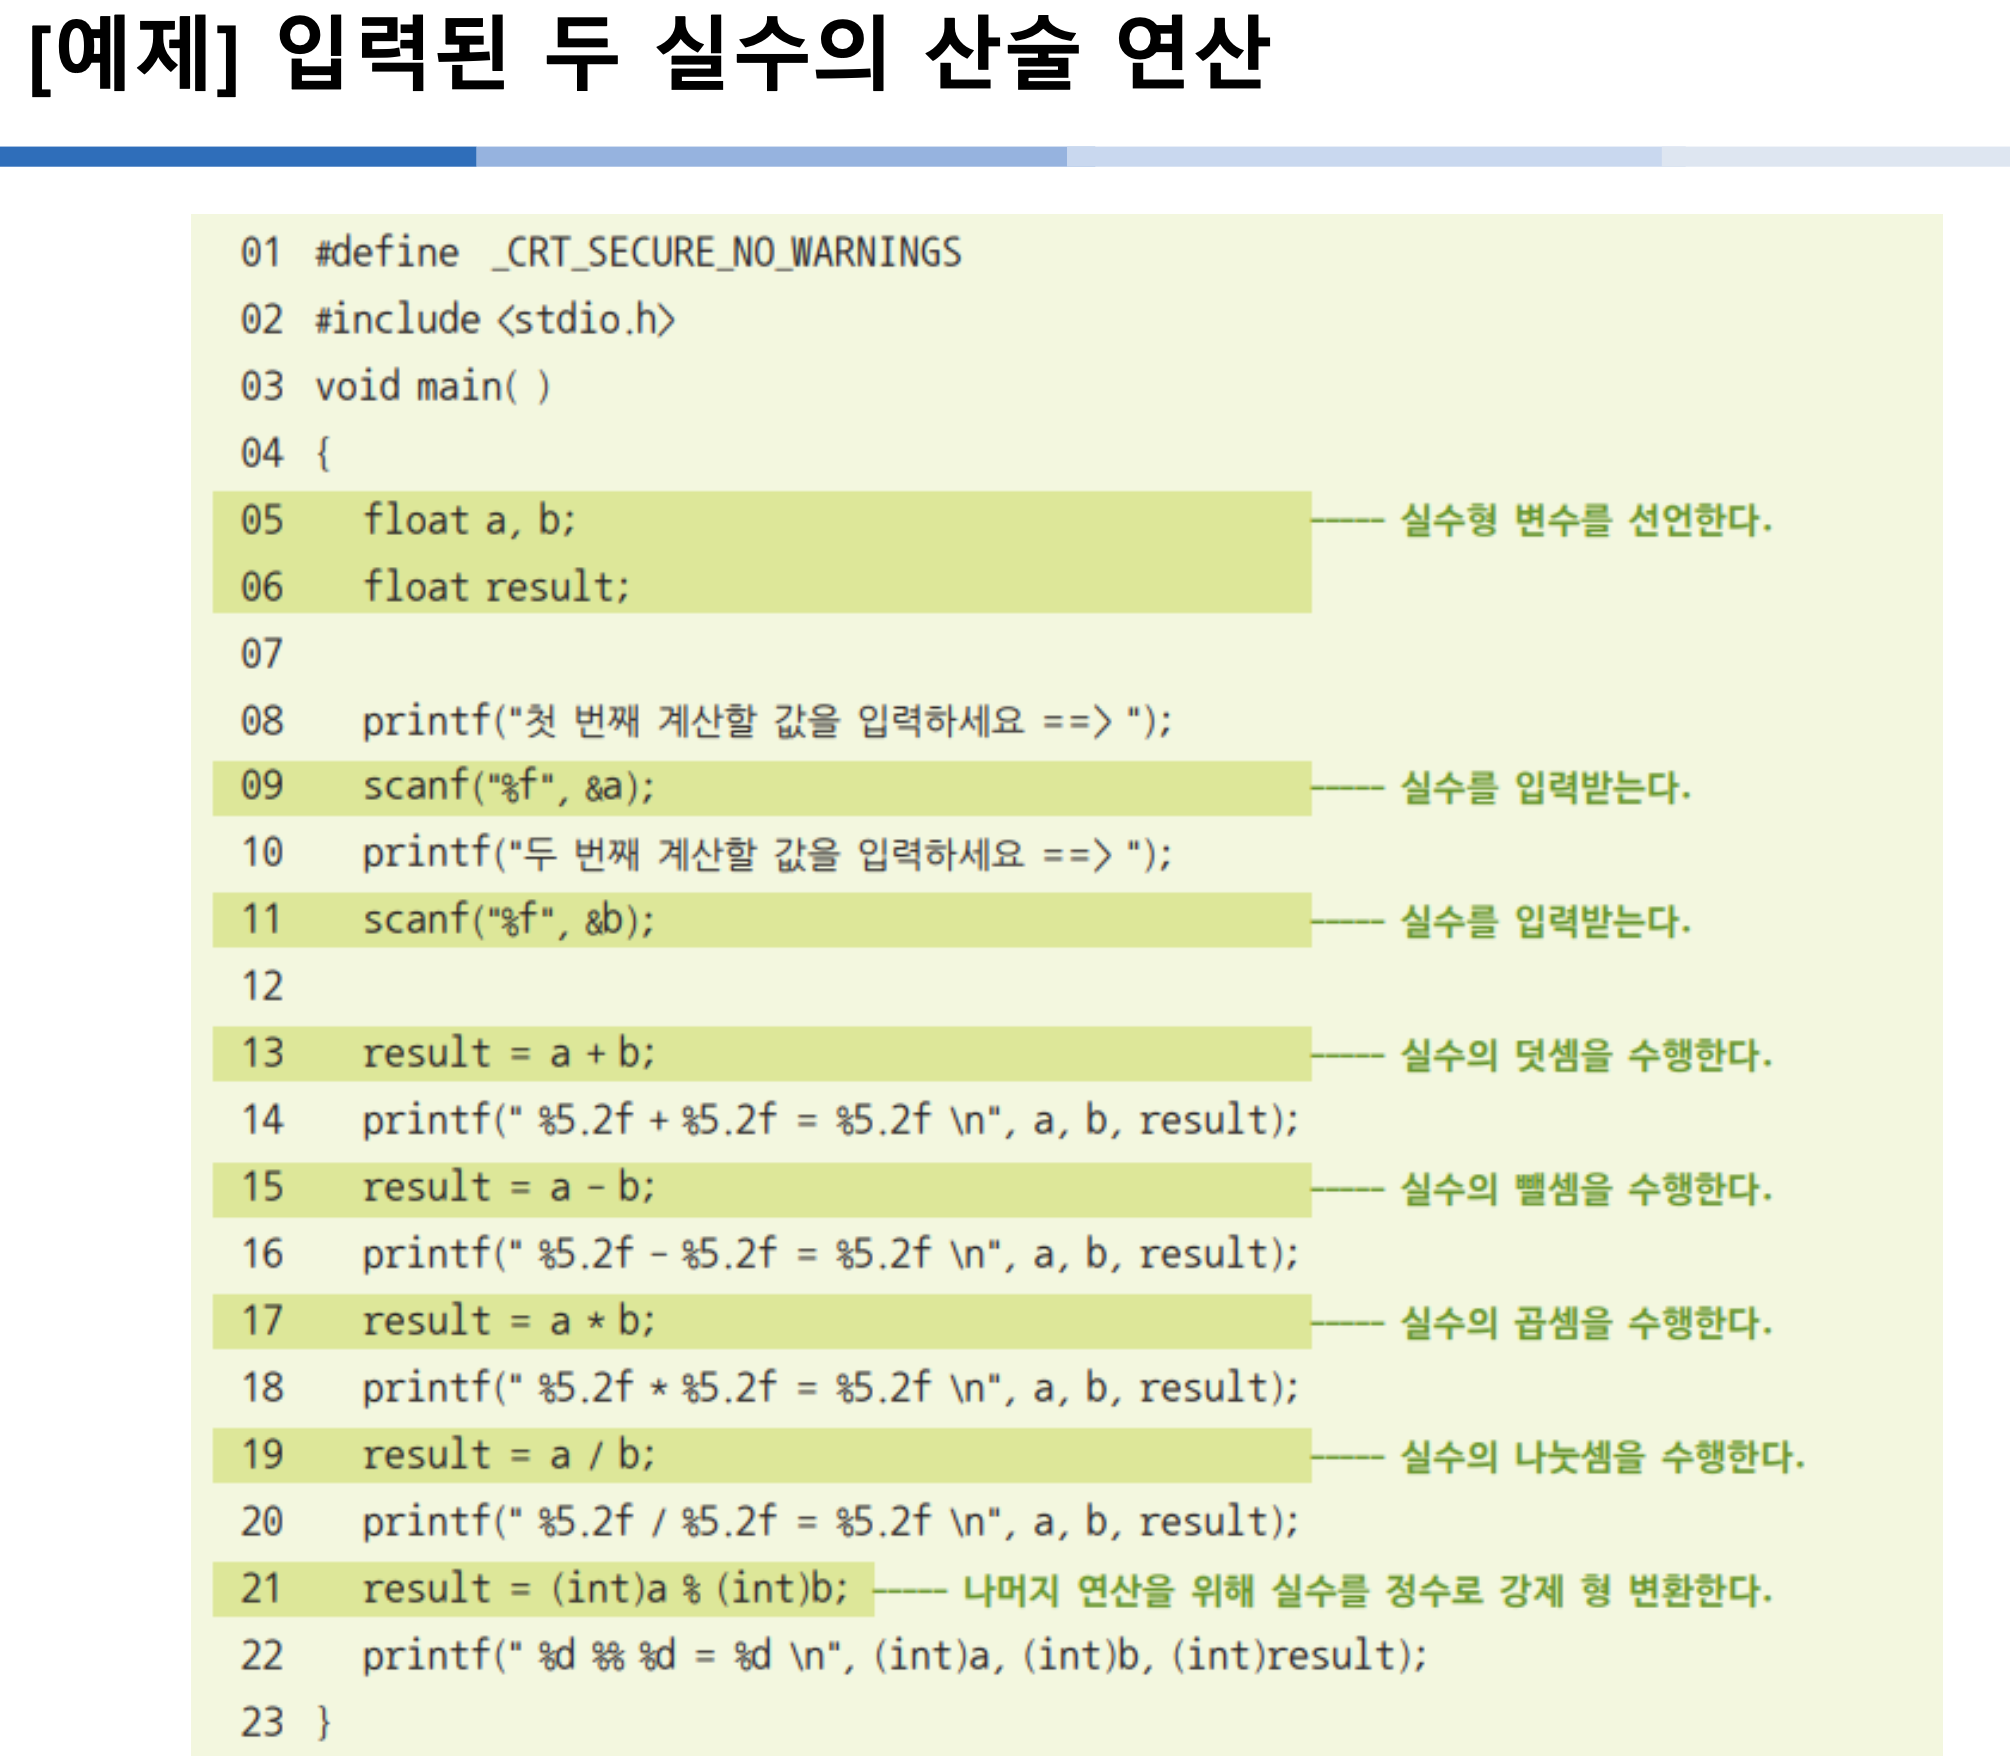 [예제] 입력된 두 실수의 산술 연산
01 #define _CRT_SECURE_NO_WARNINGS
02 #include <stdio.h>
03 void main( )
04 {
05 float a, b; ----- 실수형 변수를 선언한다.
06 float result;
07
08 printf("첫 번째 계산할 값을 입력하세요 ==> ");
09 scanf("%f", &a); ----- 실수를 입력받는다.
10 printf("두 번째 계산할 값을 입력하세요 ==> ");
11 scanf("%f", &b); ----- 실수를 입력받는다.
12
13 result = a + b; ----- 실수의 덧셈을 수행한다.
14 printf(" %5.2f + %5.2f = %5.2f \n", a, b, result);
15 result = a - b; ----- 실수의 뺄셈을 수행한다.
16 printf(" %5.2f - %5.2f = %5.2f \n", a, b, result);
17 result = a * b; ----- 실수의 곱셈을 수행한다.
18 printf(" %5.2f * %5.2f = %5.2f \n", a, b, result);
19 result = a / b; ----- 실수의 나눗셈을 수행한다.
20 printf(" %5.2f / %5.2f = %5.2f \n", a, b, result);
21 result = (int)a % (int)b; ----- 나머지 연산을 위해 실수를 정수로 강제 형 변환한다.
22 printf(" %d %% %d = %d \n", (int)a, (int)b, (int)result);
23 }